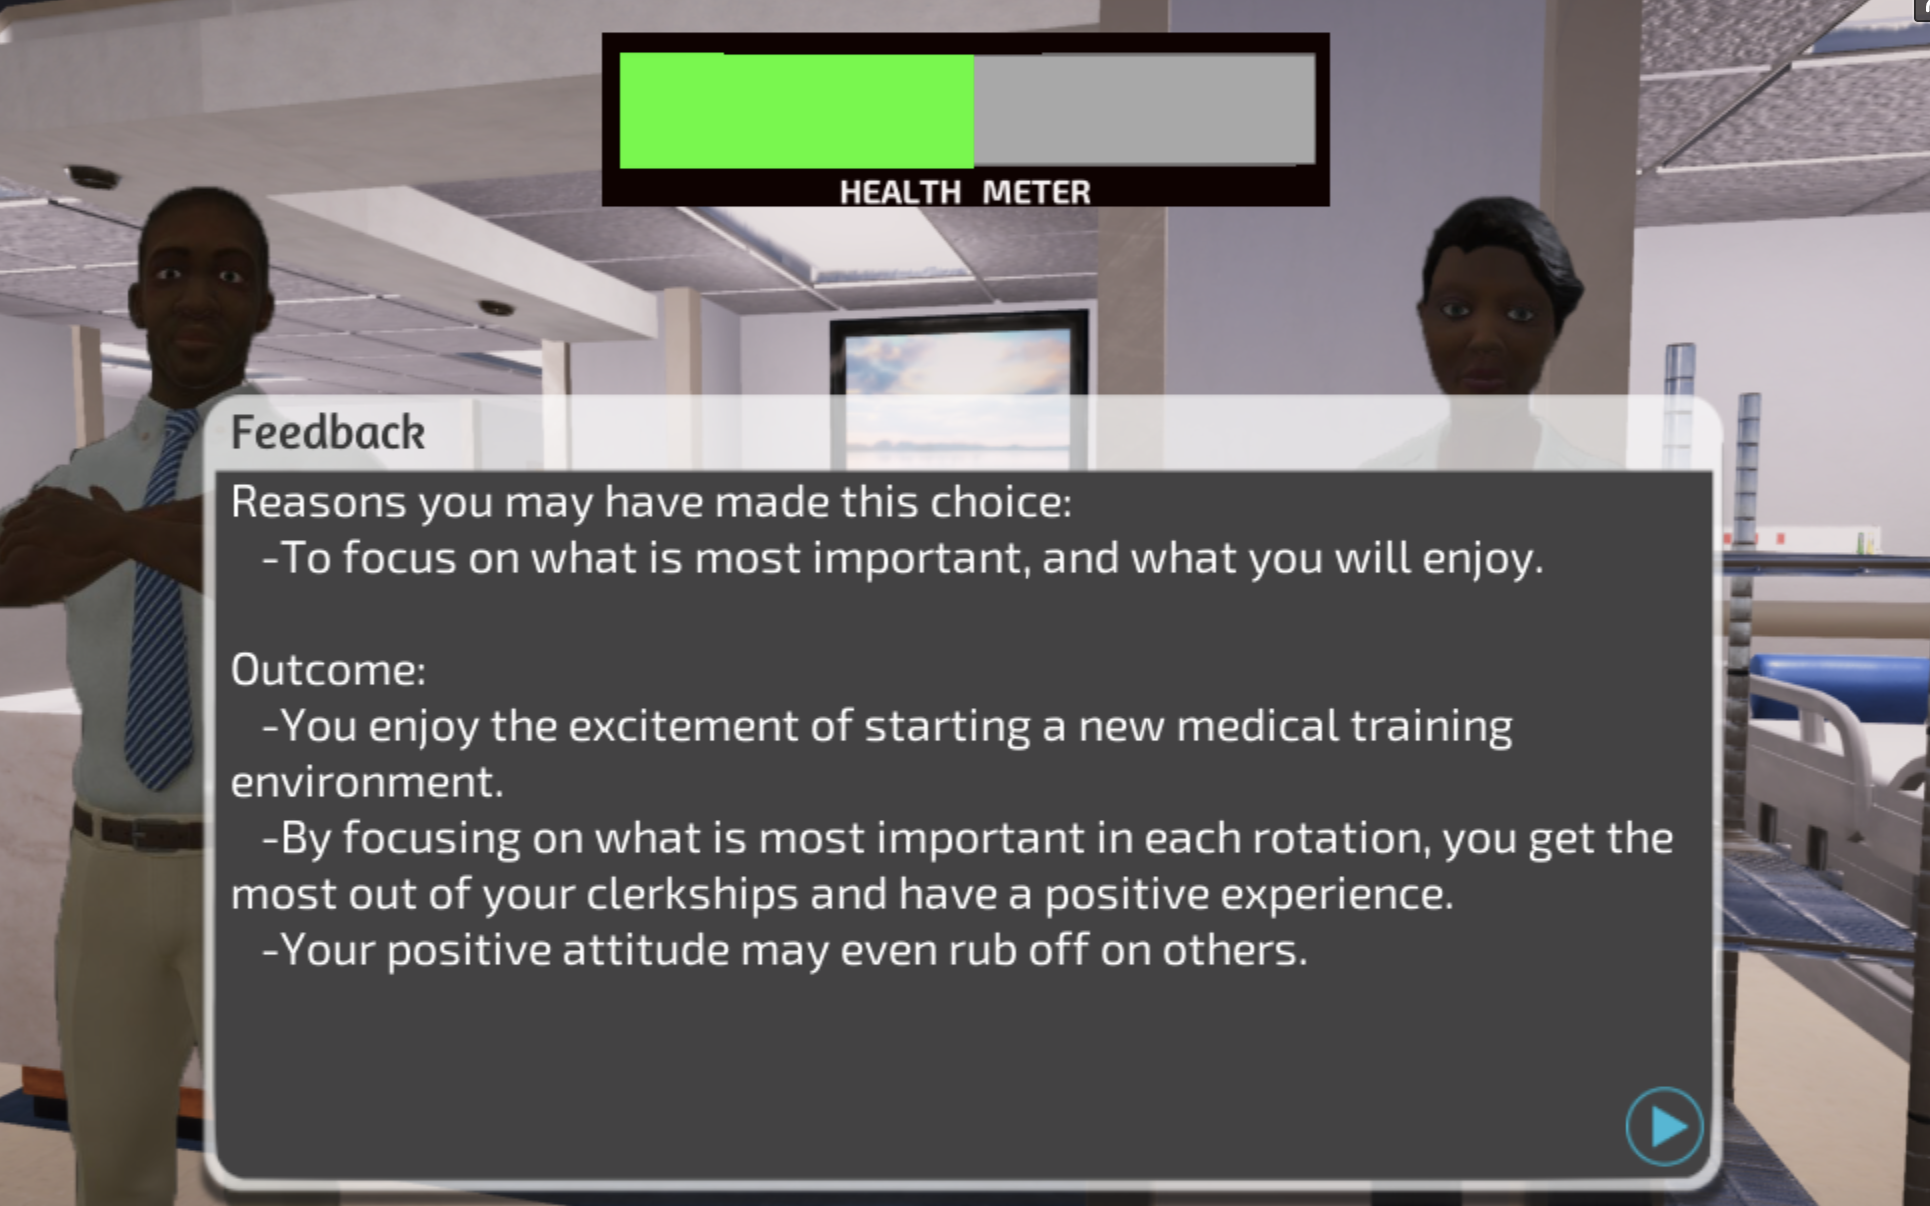 HEALTH METER
Feedback
Reasons you may have made this choice:
-To focus on what is most important, and what you will enjoy.
Outcome:
-You enjoy the excitement of starting a new medical training
environment.
-By focusing on what is most important in each rotation, you get the
most out of your clerkships and have a positive experience.
-Your positive attitude may even rub off on others.